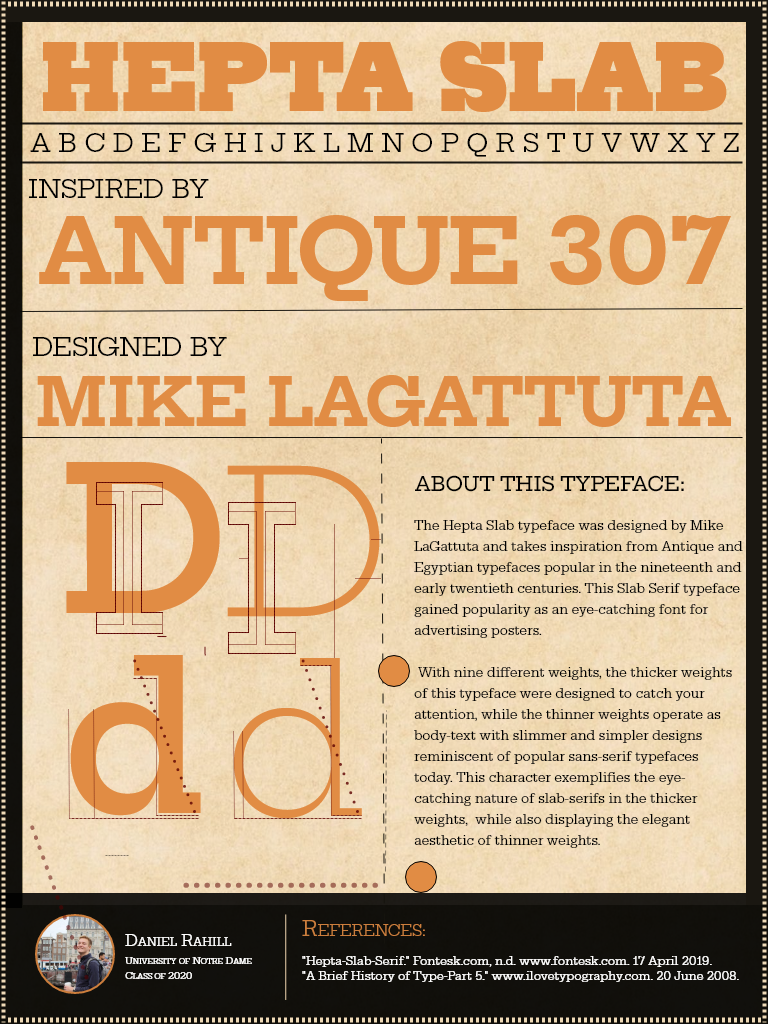 HEPTA SLAB
A B C D E F G H I J K L M N O P Q R S T U V W X Y Z
INSPIRED BY
ANTIQUE 307
DESIGNED BY
MIKE LAGATTUTA
D D
I I
d d
ABOUT THIS TYPEFACE:
The Hepta Slab typeface was designed by Mike
LaGattuta and takes inspiration from Antique and
Egyptian typefaces popular in the nineteenth and
early twentieth centuries. This Slab Serif typeface
gained popularity as an eye-catching font for
advertising posters.
With nine different weights, the thicker weights
of this typeface were designed to catch your
attention, while the thinner weights operate as
body-text with slimmer and simpler designs
reminiscent of popular sans-serif typefaces
today. This character exemplifies the eye-
catching nature of slab-serifs in the thicker
weights,  while also displaying the elegant
aesthetic of thinner weights.
Daniel Rahill
University of Notre Dame
Class of 2020
References:
"Hepta-Slab-Serif." Fontesk.com, n.d. www.fontesk.com. 17 April 2019.
"A Brief History of Type-Part 5." www.ilovetypography.com. 20 June 2008.